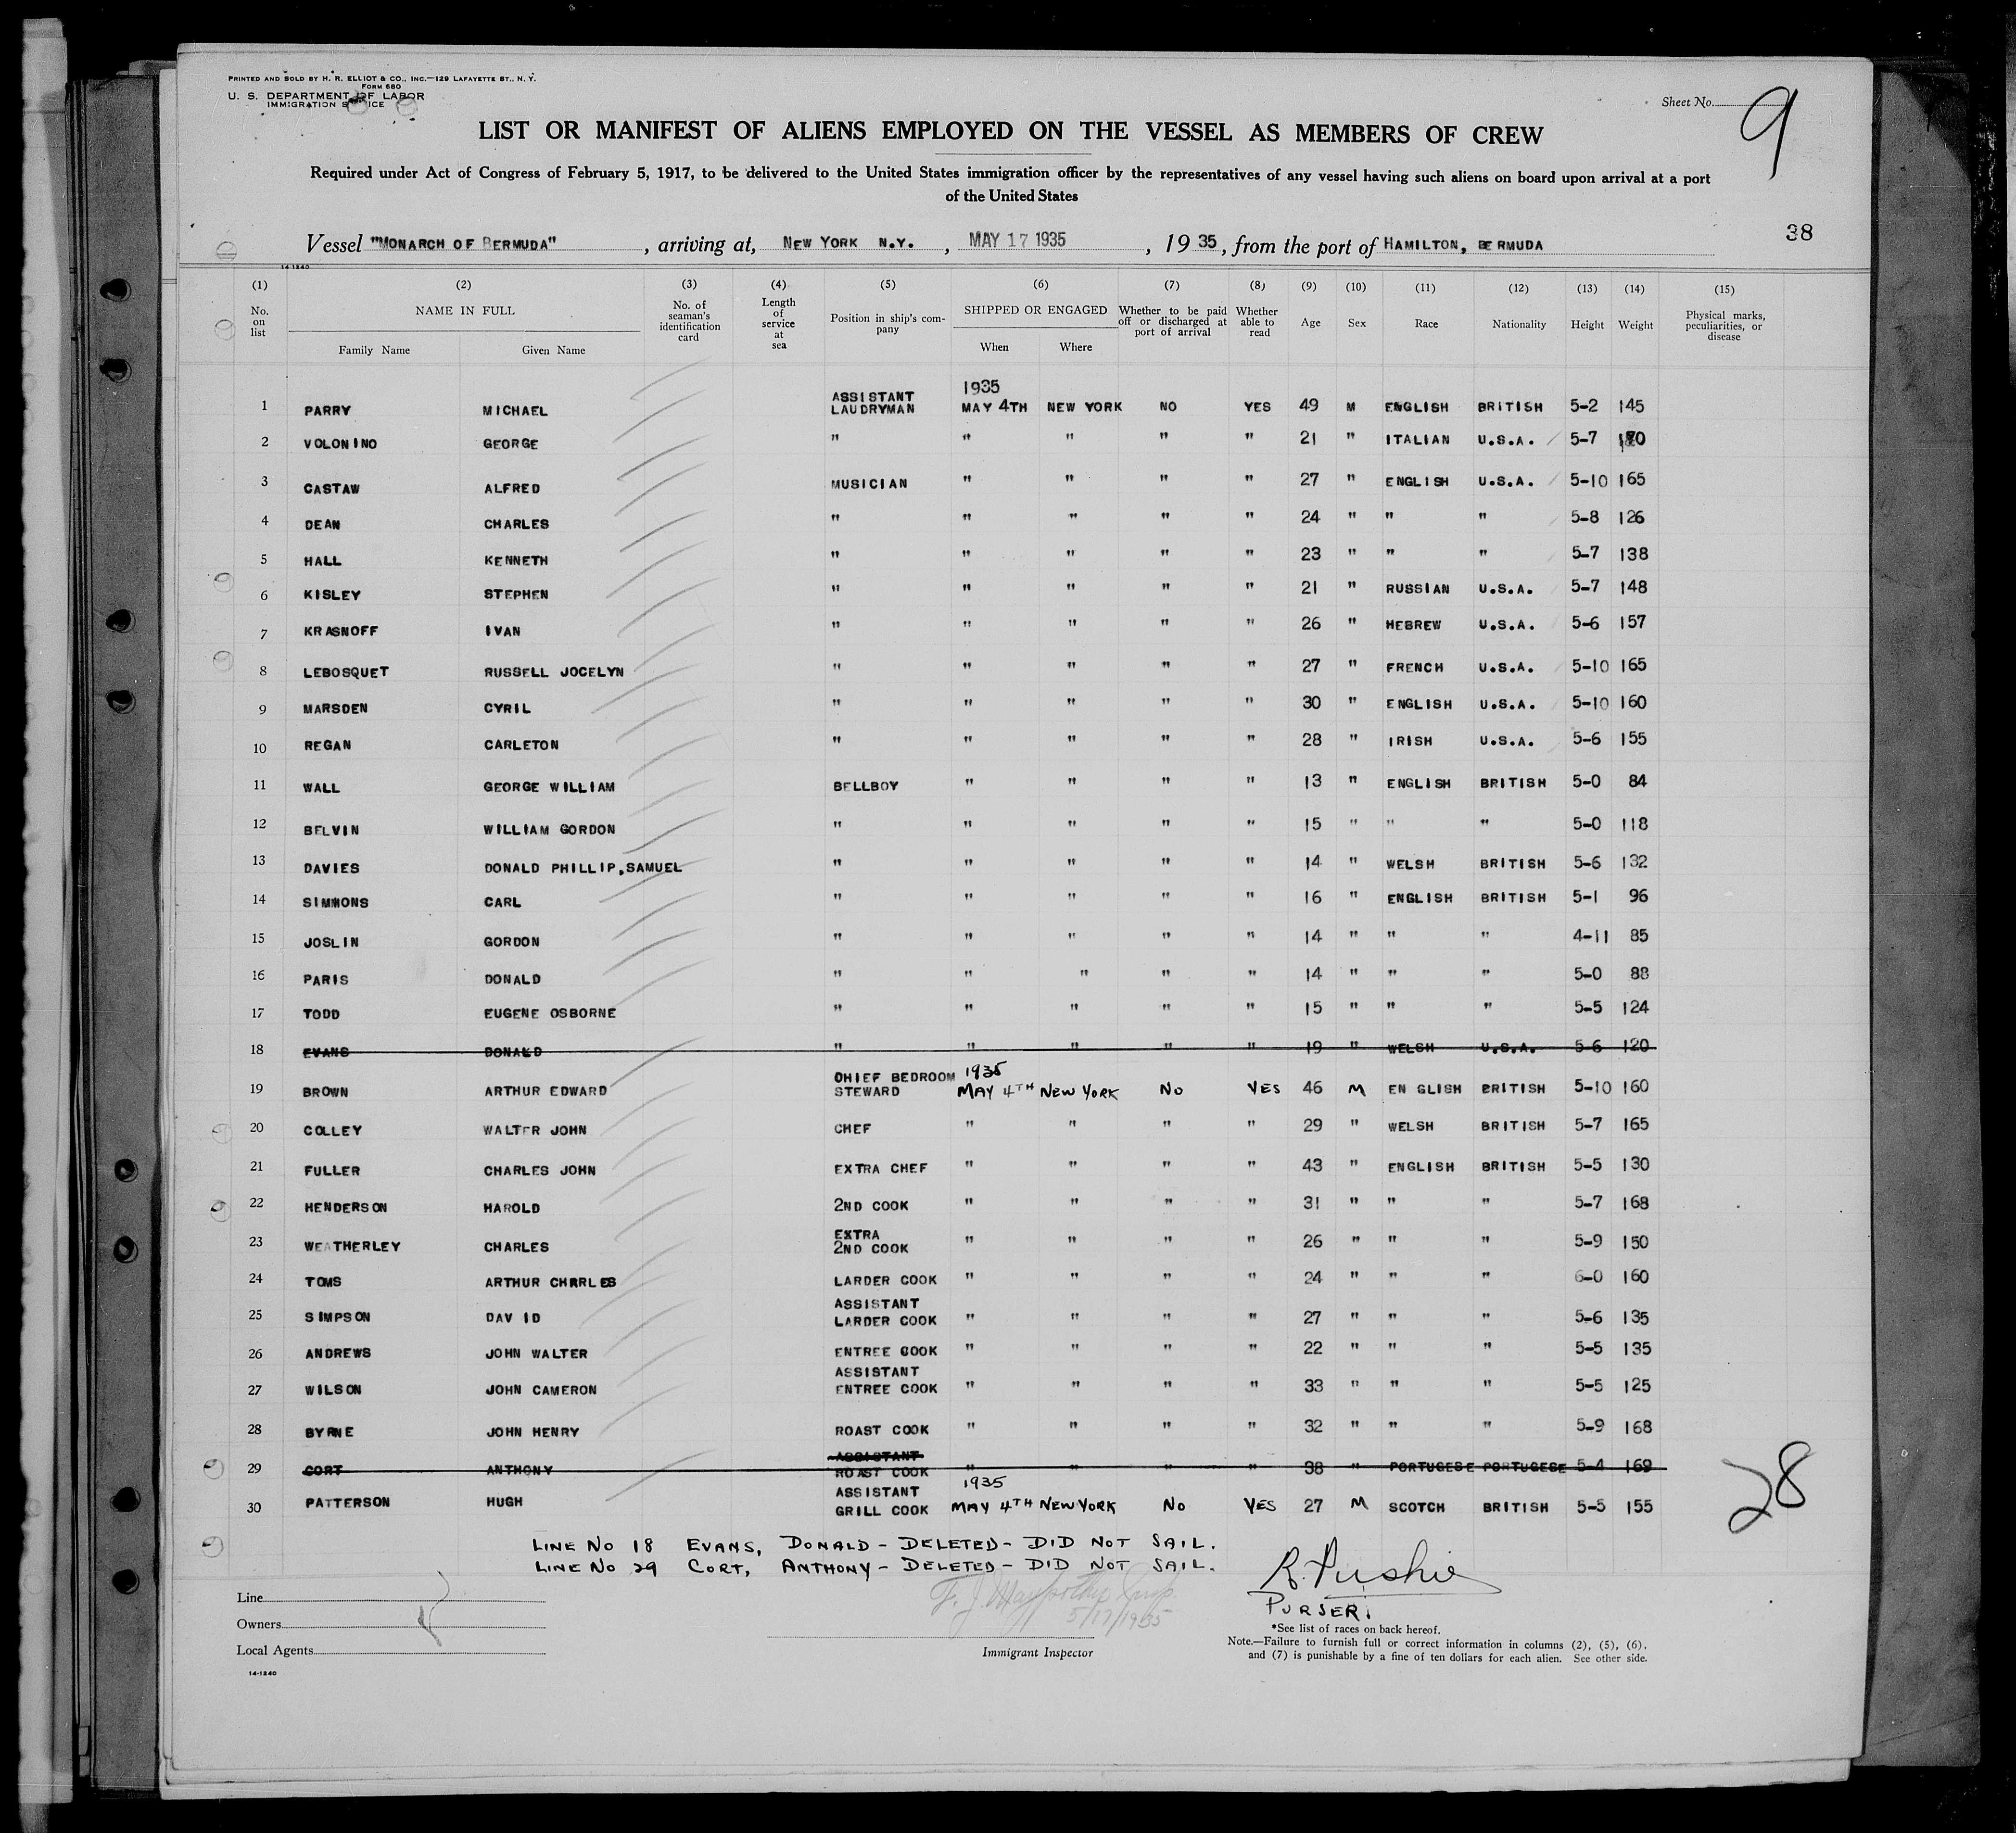 PRINTED AND SOLD BY H. R. ELLIOT & CO., INC.—129 LAFAYETTE ST., N. Y.
FORM 680
U. S. DEPARTMENT OF LABOR
IMMIGRATION SERVICE
Sheet No. 9
LIST OR MANIFEST OF ALIENS EMPLOYED ON THE VESSEL AS MEMBERS OF CREW
Required under Act of Congress of February 5, 1917, to be delivered to the United States immigration officer by the representatives of any vessel having such aliens on board upon arrival at a port
of the United States
38
Vessel "MONARCH OF BERMUDA", arriving at, NEW YORK N.Y., MAY 17 1935, 1935, from the port of HAMILTON, BERMUDA
14-1240
(1) (2) (3) (4) (5) (6) (7) (8) (9) (10) (11) (12) (13) (14) (15)
No. on list NAME IN FULL Family Name Given Name No. of seaman's identification card Length of service at sea Position in ship's company SHIPPED OR ENGAGED When Where Whether to be paid off or discharged at port of arrival Whether able to read Age Sex Race Nationality Height Weight Physical marks, peculiarities, or disease
1 PARRY MICHAEL ASSISTANT LAUDRYMAN 1935 MAY 4TH NEW YORK NO YES 49 M ENGLISH BRITISH 5-2 145
2 VOLONINO GEORGE " " " " " 21 " ITALIAN U.S.A. 5-7
3 CASTAW ALFRED MUSICIAN " " " " 27 " ENGLISH U.S.A. 5-10 165
4 DEAN CHARLES " " " " " 24 " " " 5-8 126
5 HALL KENNETH " " " " " 23 " " " 5-7 138
6 KISLEY STEPHEN " " " " " 21 " RUSSIAN U.S.A. 5-7 148
7 KRASNOFF IVAN " " " " " 26 " HEBREW U.S.A. 5-6 157
8 LEBOSQUET RUSSELL JOCELYN " " " " " 27 " FRENCH U.S.A. 5-10 165
9 MARSDEN CYRIL " " " " " 30 " ENGLISH U.S.A. 5-10 160
10 REGAN CARLETON " " " " " 28 " IRISH U.S.A. 5-6 155
11 WALL GEORGE WILLIAM BELLBOY " " " " 13 " ENGLISH BRITISH 5-0 84
12 BELVIN WILLIAM GORDON " " " " " 15 " " " 5-0 118
13 DAVIES DONALD PHILLIP,SAMUEL " " " " " 14 " WELSH BRITISH 5-6 132
14 SIMMONS CARL " " " " " 16 " ENGLISH BRITISH 5-1 96
15 JOSLIN GORDON " " " " " 14 " " " 4-11 85
16 PARIS DONALD " " " " " 14 " " " 5-0 88
17 TODD EUGENE OSBORNE " " " " " 15 " " " 5-5 124
18 EVANS DONALD " " " " " 19 " WELSH U.S.A. 5-6 120
19 BROWN ARTHUR EDWARD CHIEF BEDROOM STEWARD 1935 MAY 4TH NEW YORK NO YES 46 M EN GLISH BRITISH 5-10 160
20 COLLEY WALTER JOHN CHEF " " " " 29 " WELSH BRITISH 5-7 165
21 FULLER CHARLES JOHN EXTRA CHEF " " " " 43 " ENGLISH BRITISH 5-5 130
22 HENDERSON HAROLD 2ND COOK " " " " 31 " " " 5-7 168
23 WEATHERLEY CHARLES EXTRA 2ND COOK " " " " 26 " " " 5-9 150
24 TOMS ARTHUR CHARLES LARDER COOK " " " " 24 " " " 6-0 160
25 SIMPSON DAVID ASSISTANT LARDER COOK " " " " 27 " " " 5-6 135
26 ANDREWS JOHN WALTER ENTREE COOK " " " " 22 " " " 5-5 135
27 WILSON JOHN CAMERON ASSISTANT ENTREE COOK " " " " 33 " " " 5-5 125
28 BYRNE JOHN HENRY ROAST COOK " " " " 32 " " " 5-9 168
29 CORT ANTHONY ASSISTANT ROAST COOK " " " " 38 " PORTUGESE PORTUGESE 5-4 169
30 PATTERSON HUGH ASSISTANT GRILL COOK 1935 MAY 4TH NEW YORK NO YES 27 M SCOTCH BRITISH 5-5 155
28
LINE NO 18 EVANS, DONALD - DELETED - DID NOT SAIL.
LINE NO 29 CORT, ANTHONY - DELETED - DID NOT SAIL.
5/17/1935
PURSER.
Line
Owners
Local Agents
14-1240
Immigrant Inspector
*See list of races on back hereof.
Note.—Failure to furnish full or correct information in columns (2), (5), (6),
and (7) is punishable by a fine of ten dollars for each alien. See other side.